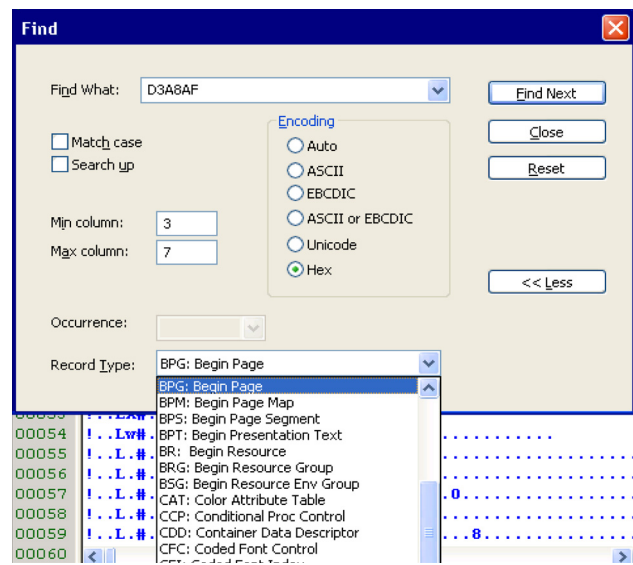 Find
Find What: D3A8AF
Find Next
Encoding
Close
Match case
Auto
Search up
Reset
ASCII
EBCDIC
Min column: 3
ASCII or EBCDIC
Max column: 7
Unicode
Hex
<< Less
Occurrence:
Record Type: BPG: Begin Page
BPG: Begin Page
BPM: Begin Page Map
BPS: Begin Page Segment
00054 !..Lw#. BPT: Begin Presentation Text ...........
00055 !..L.#. BR: Begin Resource
BRG: Begin Resource Group
00056 !..L.#. BSG: Begin Resource Env Group
00057 !..L.#. CAT: Color Attribute Table .0................
00058 !..L.#. CCP: Conditional Proc Control
00059 !..L.#. CDD: Container Data Descriptor ...8..............
CFC: Coded Font Control
00060